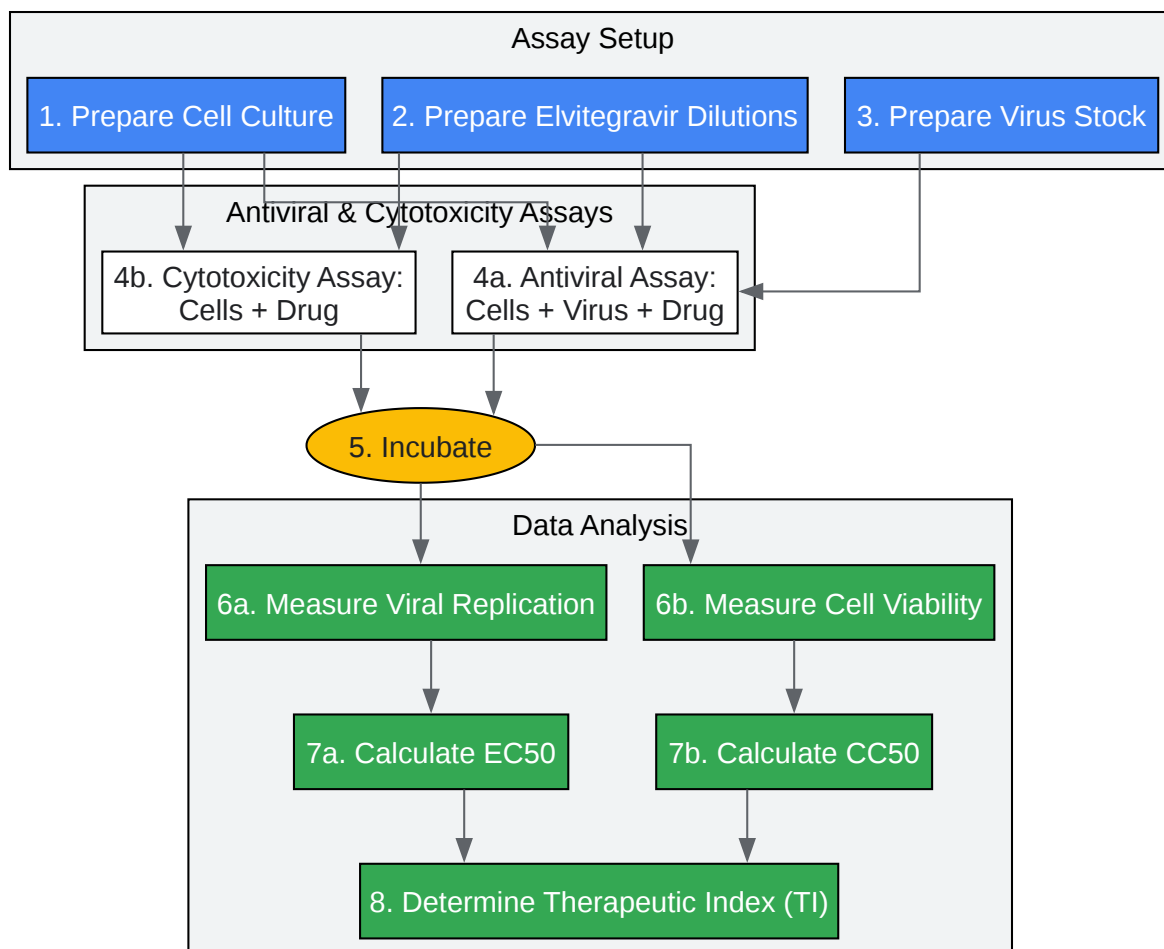 Assay Setup
1. Prepare Cell Culture
2. Prepare Elvitegravir Dilutions
3. Prepare Virus Stock
Antiviral & Cytotoxicity Assays
4b. Cytotoxicity Assay:
Cells + Drug
4a. Antiviral Assay:
Cells + Virus + Drug
5. Incubate
Data Analysis
6a. Measure Viral Replication
6b. Measure Cell Viability
7a. Calculate EC50
7b. Calculate CC50
8. Determine Therapeutic Index (TI)